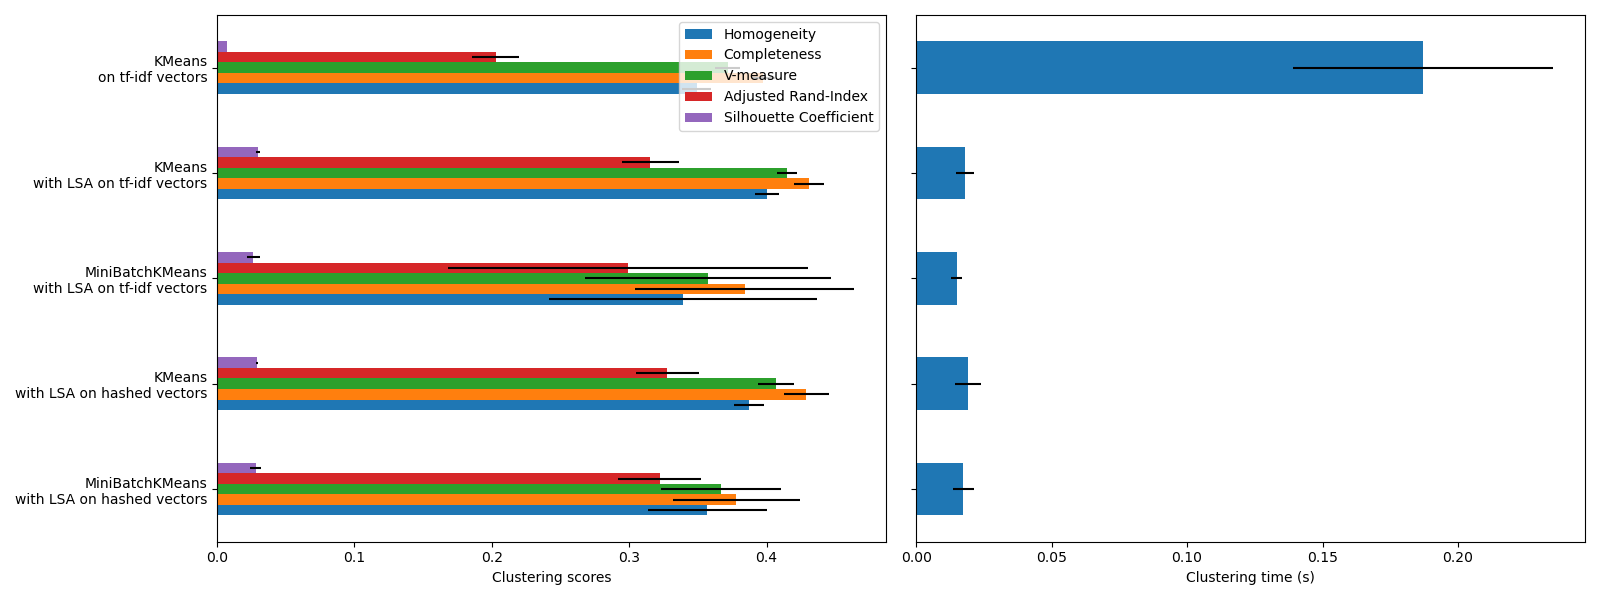 KMeans
on tf-idf vectors
KMeans
with LSA on tf-idf vectors
MiniBatchKMeans
with LSA on tf-idf vectors
KMeans
with LSA on hashed vectors
MiniBatchKMeans
with LSA on hashed vectors
Homogeneity
Completeness
V-measure
Adjusted Rand-Index
Silhouette Coefficient
0.0 0.1 0.2 0.3 0.4
Clustering scores
0.00 0.05 0.10 0.15 0.20
Clustering time (s)